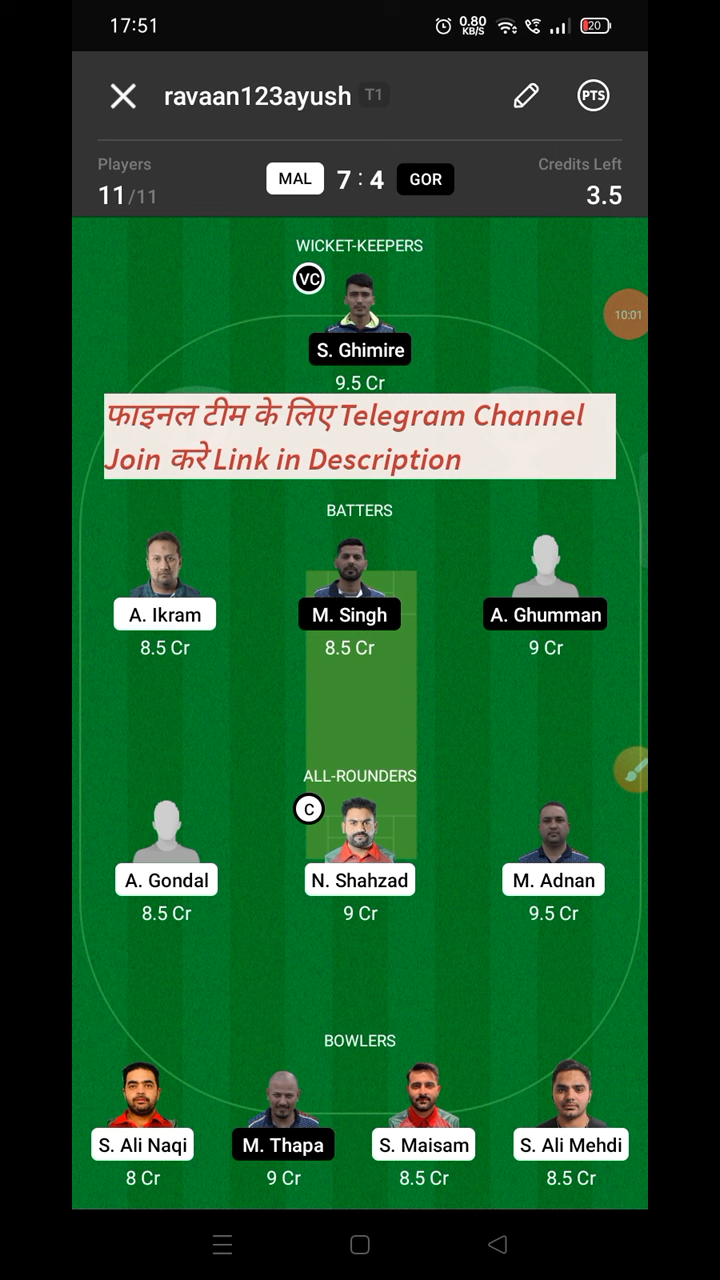 17:51
0.80 KB/S
20
ravaan123ayush T1
PTS
Players
Credits Left
11/11
MAL 7 : 4 GOR
3.5
WICKET-KEEPERS
VC
10:01
S. Ghimire
9.5 Cr
फाइनल टीम के लिए Telegram Channel
Join करे Link in Description
BATTERS
A. Ikram M. Singh A. Ghumman
8.5 Cr 8.5 Cr 9 Cr
ALL-ROUNDERS
C
A. Gondal N. Shahzad M. Adnan
8.5 Cr 9 Cr 9.5 Cr
BOWLERS
S. Ali Naqi M. Thapa S. Maisam S. Ali Mehdi
8 Cr 9 Cr 8.5 Cr 8.5 Cr